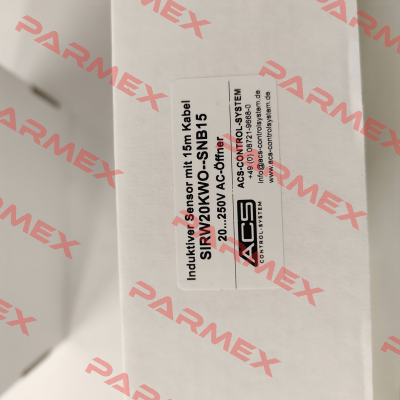 Induktiver Sensor mit 15m Kabel
SIRW20KWO--SNB15
20...250V AC-Öffner
ACS
CONTROL-SYSTEM
ACS-CONTROL-SYSTEM
+49 (0) 08721-9668-0
info@acs-controlsystem.de
www.acs-controlsystem.de
PARMEX
PARMEX
PARMEX
PARMEX
PARMEX
PARMEX
PARMEX